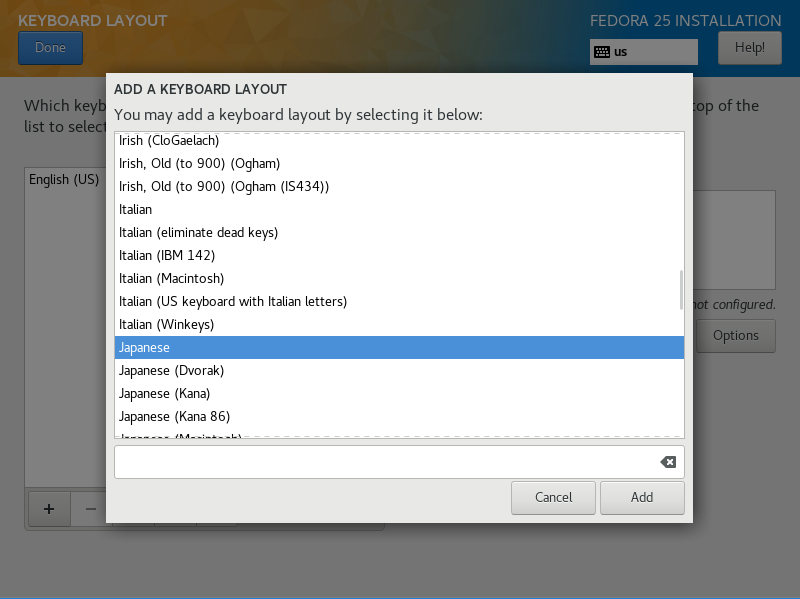 KEYBOARD LAYOUT
FEDORA 25 INSTALLATION
Done
us
Help!
Which keyb
top of the
list to select
English (US)
not configured.
Options
ADD A KEYBOARD LAYOUT
You may add a keyboard layout by selecting it below:
Irish (CloGaelach)
Irish, Old (to 900) (Ogham)
Irish, Old (to 900) (Ogham (IS434))
Italian
Italian (eliminate dead keys)
Italian (IBM 142)
Italian (Macintosh)
Italian (US keyboard with Italian letters)
Italian (Winkeys)
Japanese
Japanese (Dvorak)
Japanese (Kana)
Japanese (Kana 86)
Japanese (Macintosh)
Cancel
Add